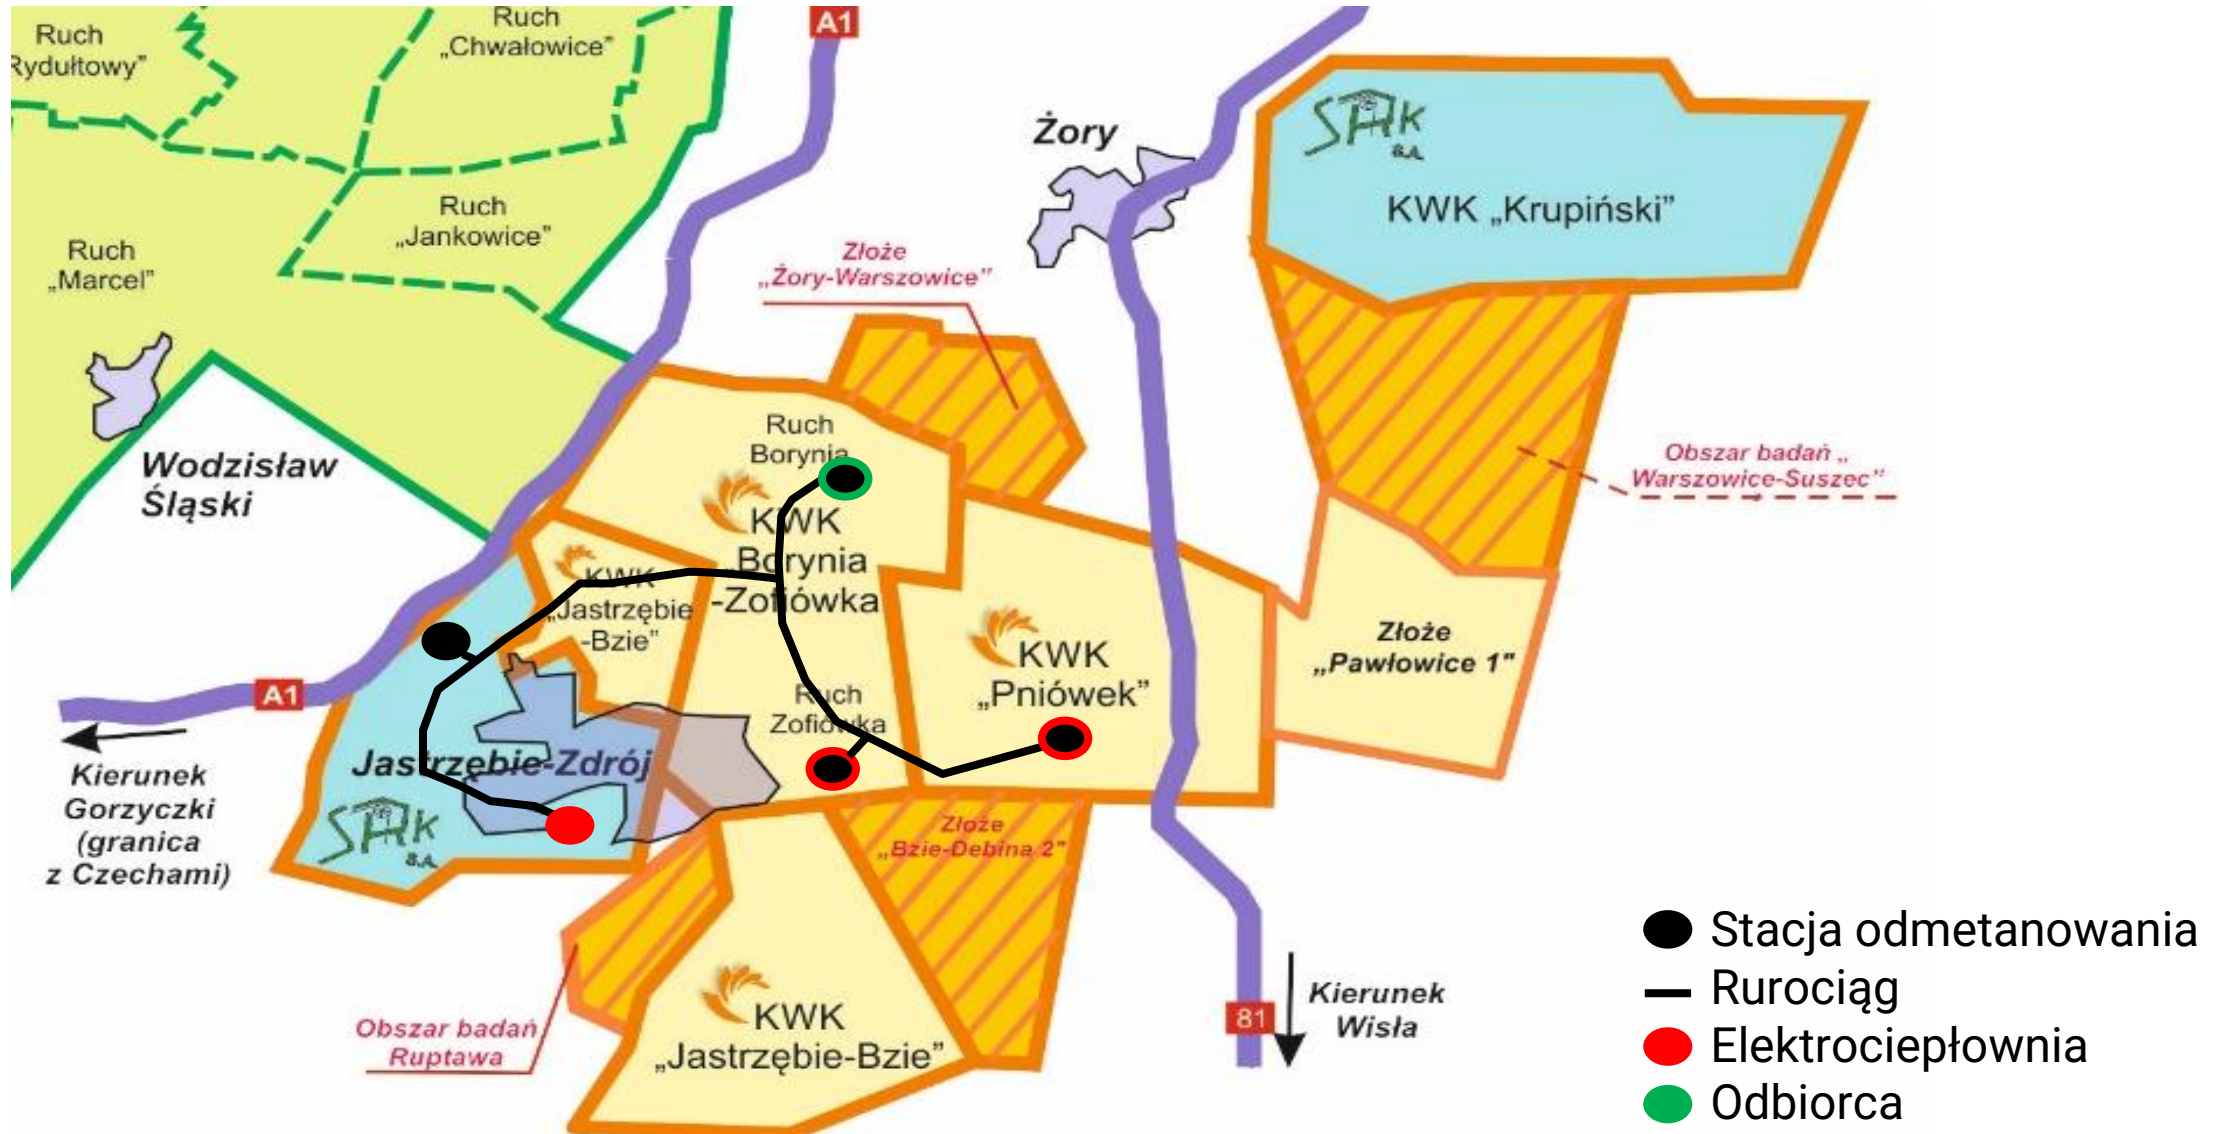 Ruch
Rydułtowy”
Ruch
„Chwałowice”
A1
Ruch
„Jankowice”
Ruch
„Marcel”
Wodzisław
Śląski
Złoże
„Żory-Warszowice”
Żory
SRK
S.A.
KWK „Krupiński”
Obszar badań „
Warszowice-Suszec”
Ruch
Borynia
KWK
„Borynia
-Zofiówka
KWK
„Jastrzębie
-Bzie”
Ruch
Zofiówka
KWK
„Pniówek”
Złoże
„Pawłowice 1"
A1
Kierunek
Gorzyczki
(granica
z Czechami)
Jastrzębie-Zdrój
SRK
S.A.
Złoże
„Bzie-Debina 2"
Obszar badań
Ruptawa
KWK
„Jastrzębie-Bzie”
81
Kierunek
Wisła
Stacja odmetanowania
Rurociąg
Elektrociepłownia
Odbiorca